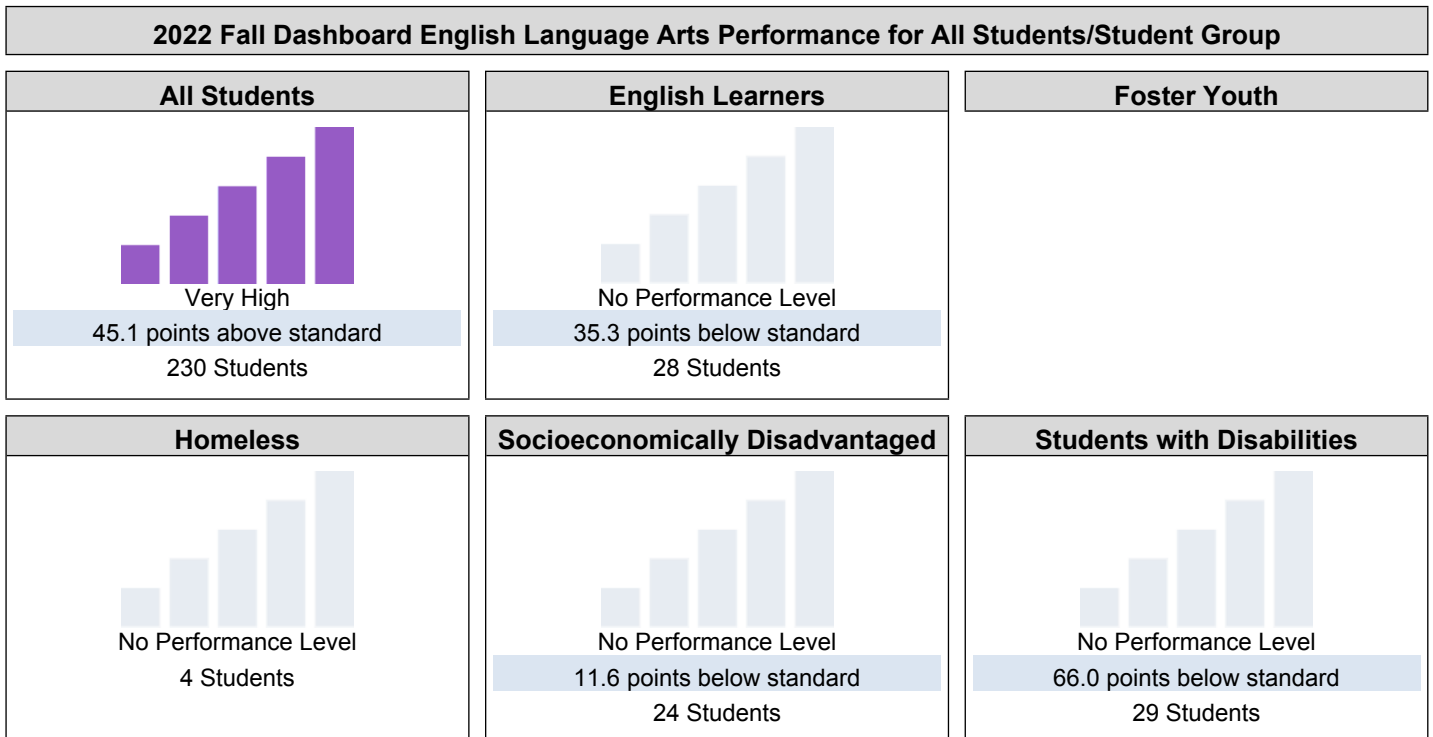 2022 Fall Dashboard English Language Arts Performance for All Students/Student Group
All Students
Very High
45.1 points above standard
230 Students
English Learners
No Performance Level
35.3 points below standard
28 Students
Foster Youth
Homeless
No Performance Level
4 Students
Socioeconomically Disadvantaged
No Performance Level
11.6 points below standard
24 Students
Students with Disabilities
No Performance Level
66.0 points below standard
29 Students